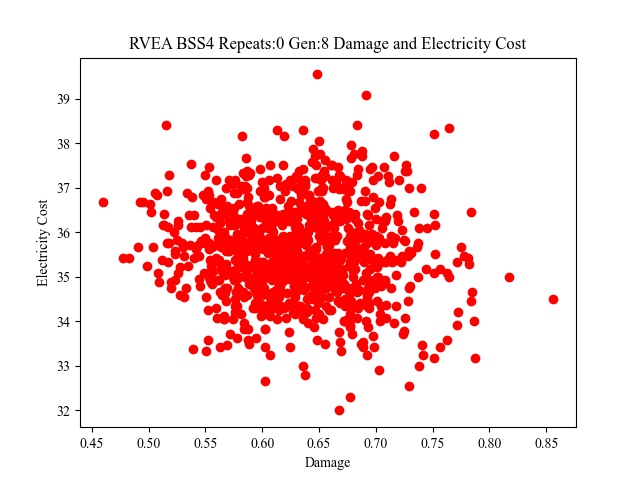 RVEA BSS4 Repeats:0 Gen:8 Damage and Electricity Cost
39
38
37
36
35
34
33
32
Electricity Cost
0.45 0.50 0.55 0.60 0.65 0.70 0.75 0.80 0.85
Damage